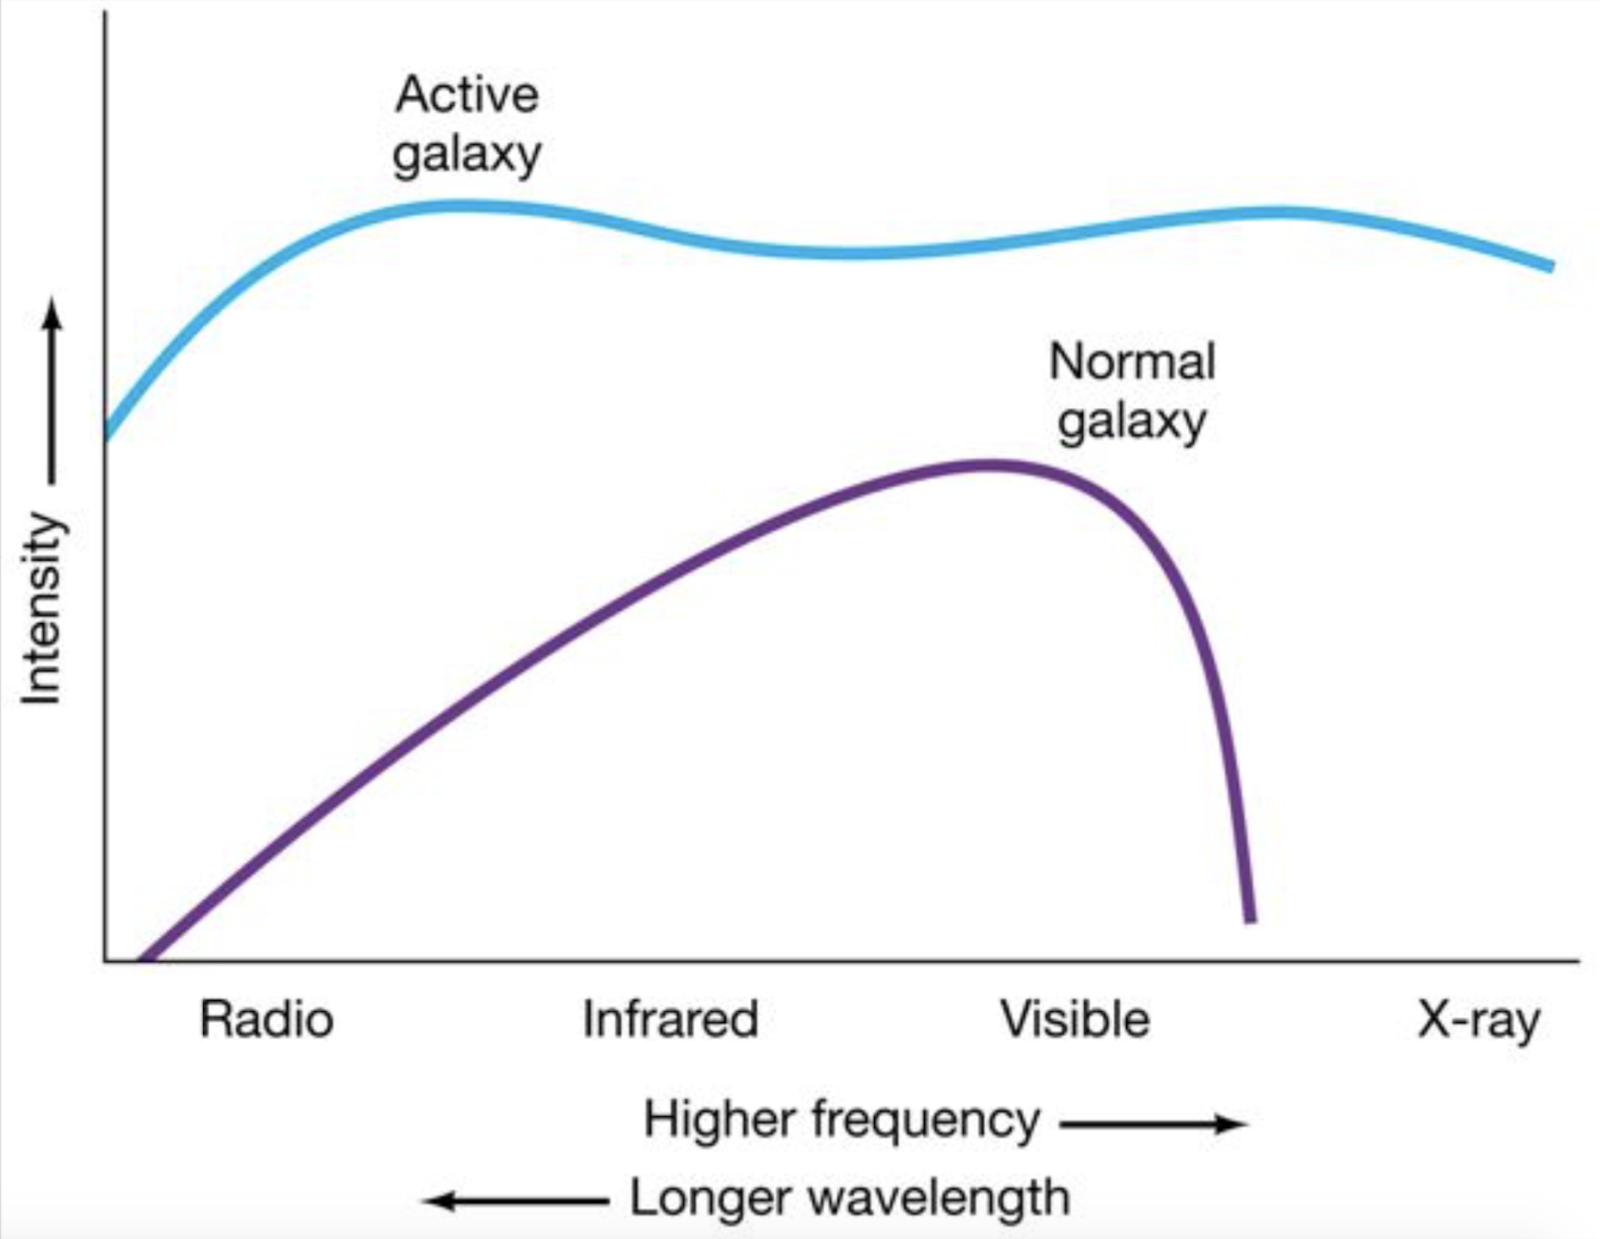 Active
galaxy
Normal
galaxy
Intensity
Radio Infrared Visible X-ray
Higher frequency
Longer wavelength